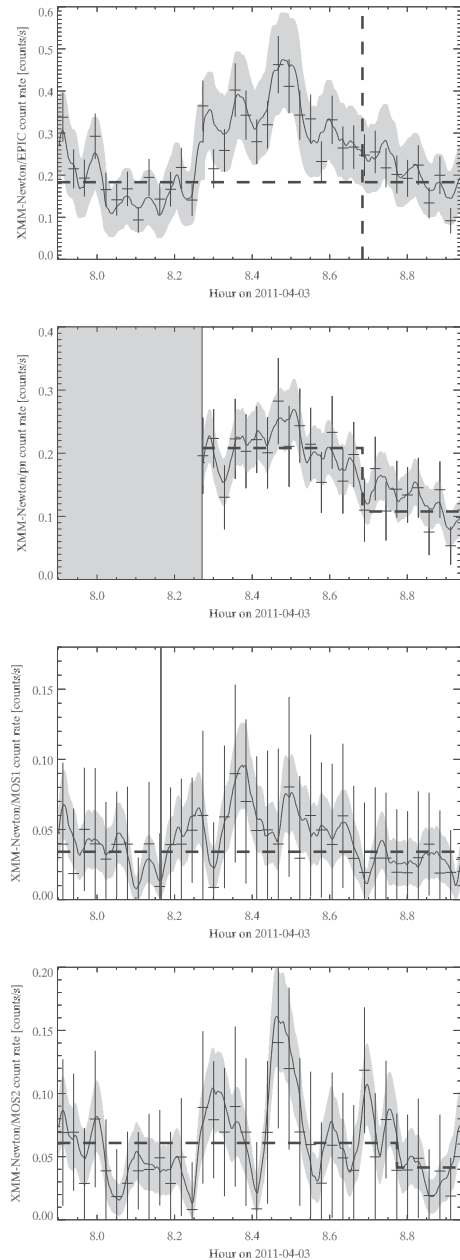 XMM-Newton/EPIC count rate [counts/s]
0.6
0.5
0.4
0.3
0.2
0.1
0.0
8.0 8.2 8.4 8.6 8.8
Hour on 2011-04-03
XMM-Newton/pn count rate [counts/s]
0.4
0.3
0.2
0.1
0.0
8.0 8.2 8.4 8.6 8.8
Hour on 2011-04-03
XMM-Newton/MOS1 count rate [counts/s]
0.15
0.10
0.05
0.00
8.0 8.2 8.4 8.6 8.8
Hour on 2011-04-03
XMM-Newton/MOS2 count rate [counts/s]
0.20
0.15
0.10
0.05
0.00
8.0 8.2 8.4 8.6 8.8
Hour on 2011-04-03